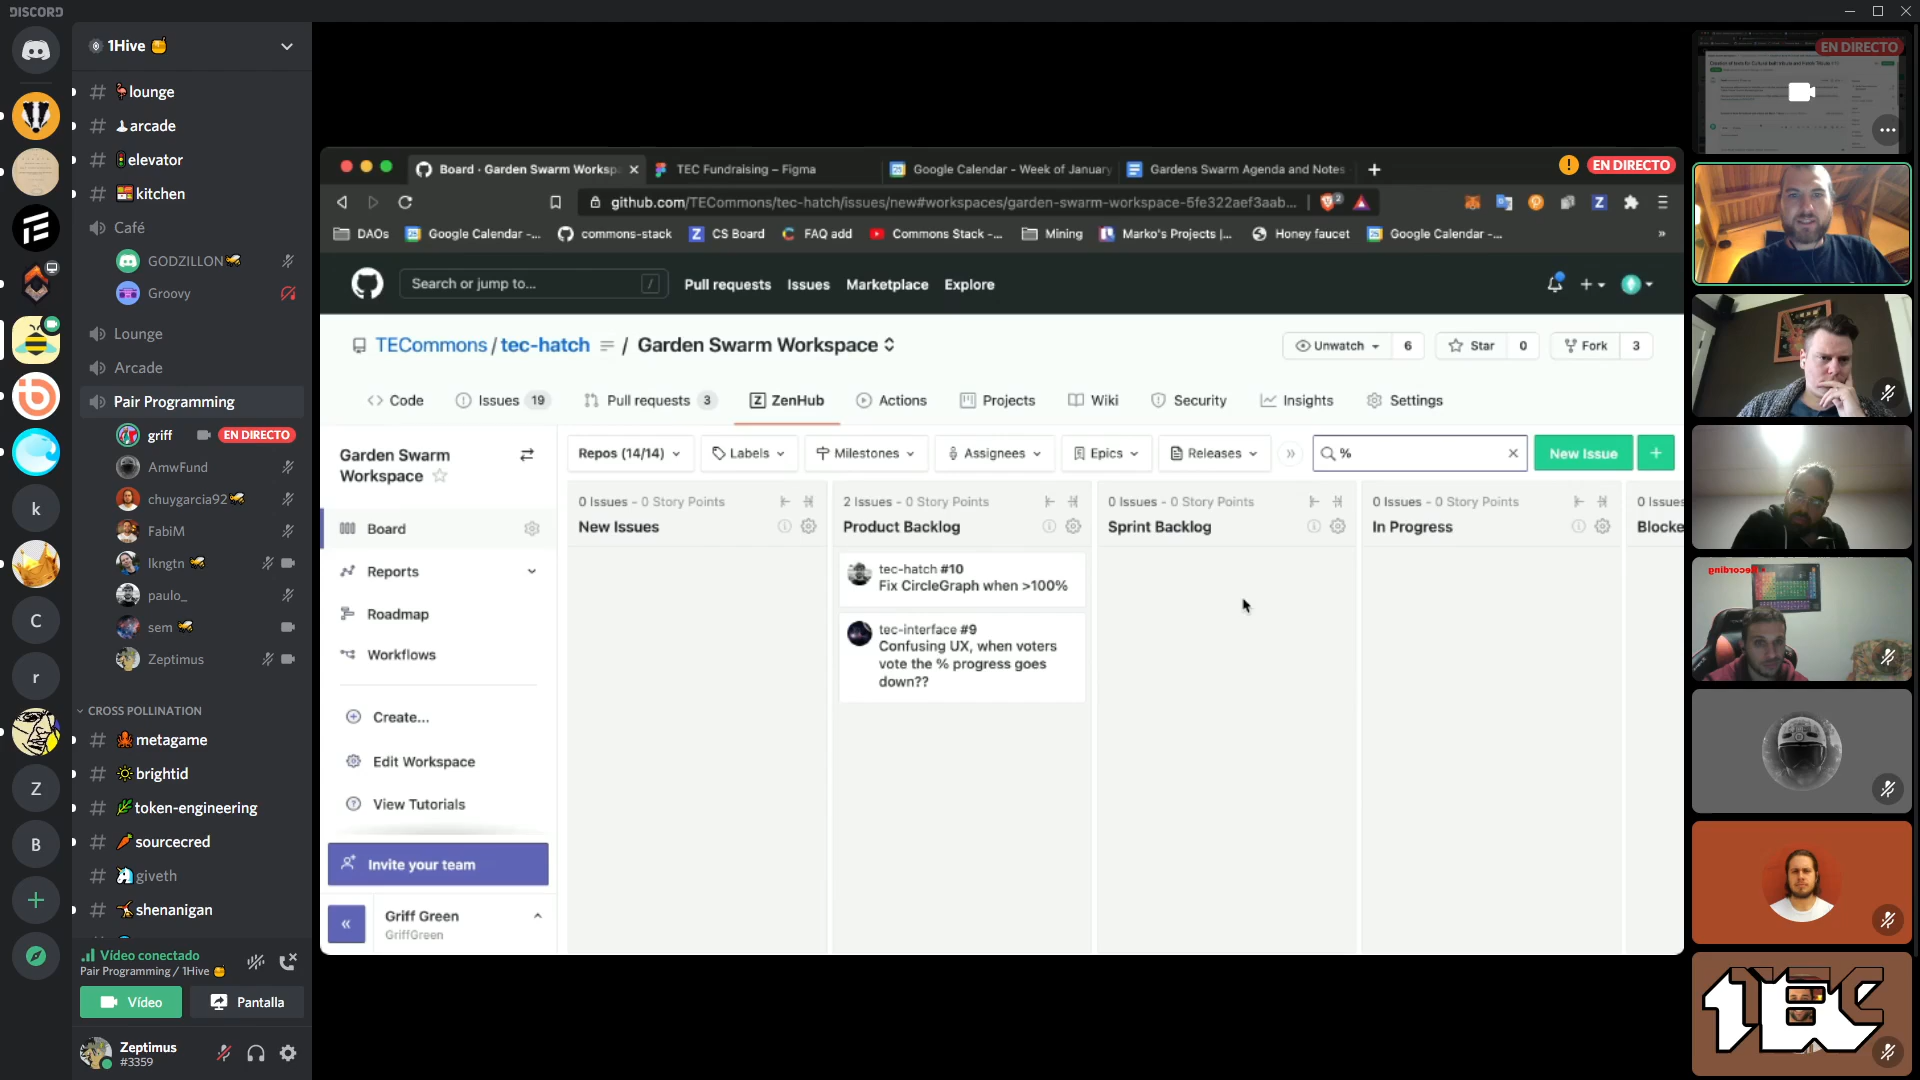 DISCORD
1Hive
lounge
arcade
elevator
kitchen
Café
GODZILLON
Groovy
Lounge
Arcade
Pair Programming
griff EN DIRECTO
AmwFund
chuygarcia92
FabiM
lkngtn
paulo_
sem
Zeptimus
CROSS POLLINATION
metagame
brightid
token-engineering
sourcecred
giveth
shenanigan
k
C
r
Z
B
Vídeo conectado
Pair Programming / 1Hive
Vídeo Pantalla
Zeptimus
#3359
Board · Garden Swarm Worksp
TEC Fundraising – Figma
Google Calendar - Week of January
Gardens Swarm Agenda and Notes
EN DIRECTO
github.com/TECommons/tec-hatch/issues/new#workspaces/garden-swarm-workspace-5fe322aef3aab...
DAOs Google Calendar -... commons-stack CS Board FAQ add Commons Stack -... Mining Marko's Projects |... Honey faucet Google Calendar -... »
Search or jump to... / Pull requests Issues Marketplace Explore
TECommons / tec-hatch / Garden Swarm Workspace
Unwatch 6 Star 0 Fork 3
Code Issues 19 Pull requests 3 ZenHub Actions Projects Wiki Security Insights Settings
Garden Swarm
Workspace
Board
Reports
Roadmap
Workflows
Create...
Edit Workspace
View Tutorials
Invite your team
Griff Green
GriffGreen
Repos (14/14) Labels Milestones Assignees Epics Releases » % New Issue +
0 Issues - 0 Story Points
New Issues
2 Issues - 0 Story Points
Product Backlog
tec-hatch #10
Fix CircleGraph when >100%
tec-interface #9
Confusing UX, when voters
vote the % progress goes
down??
0 Issues - 0 Story Points
Sprint Backlog
0 Issues - 0 Story Points
In Progress
0 Issues
Blocke
EN DIRECTO
Recording
TEC